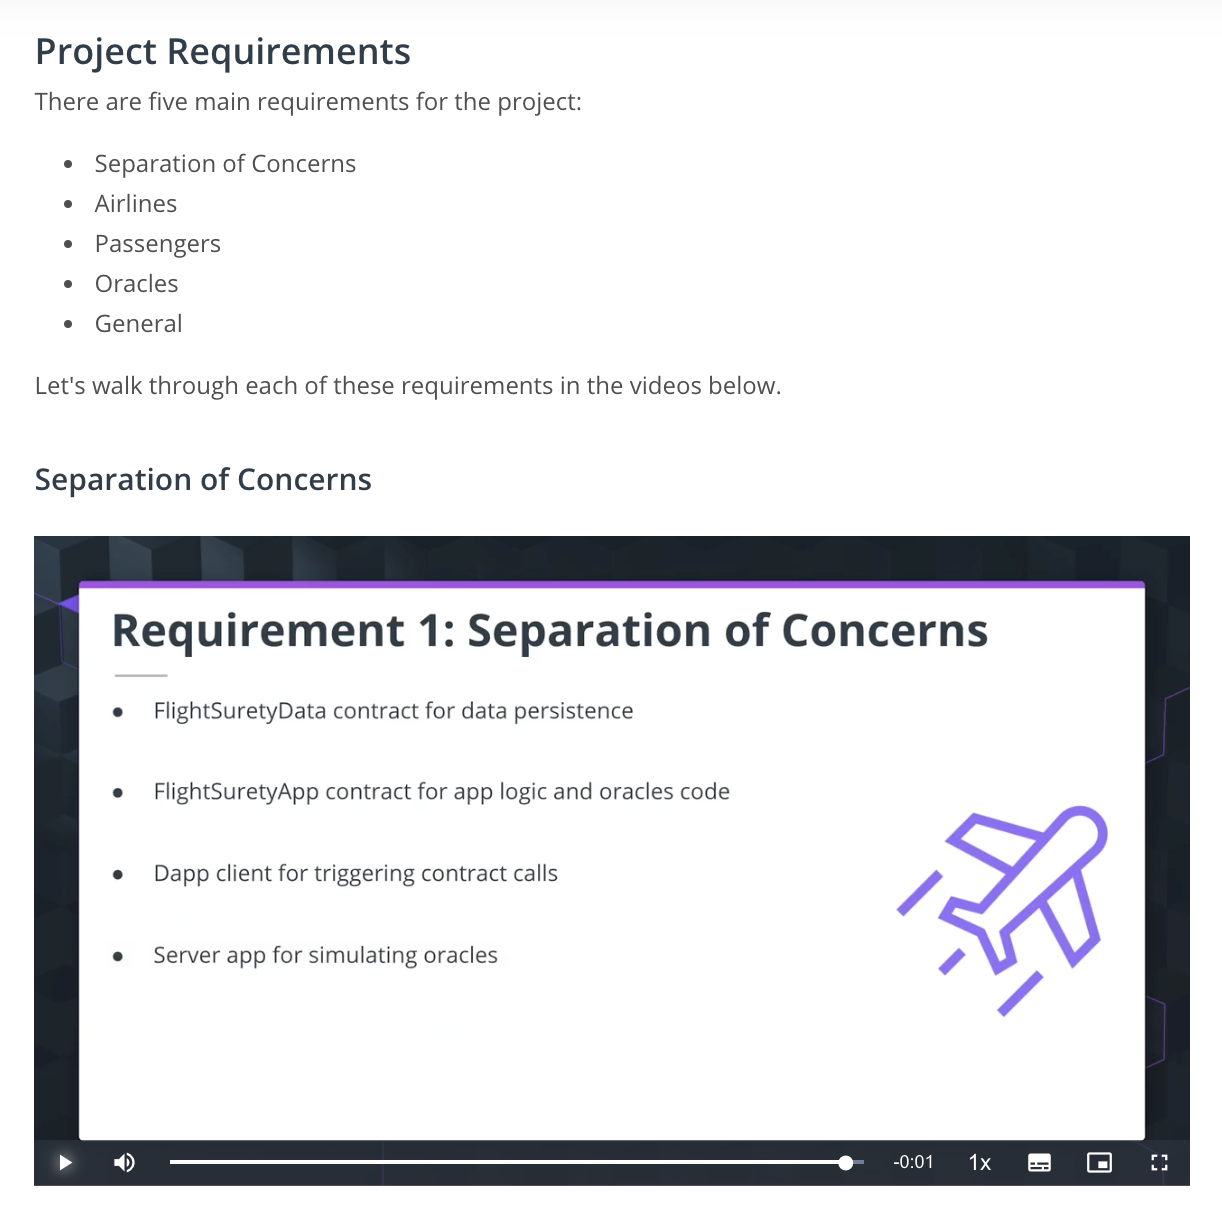 Project Requirements
There are five main requirements for the project:
• Separation of Concerns
• Airlines
• Passengers
• Oracles
• General
Let's walk through each of these requirements in the videos below.
Separation of Concerns
Requirement 1: Separation of Concerns
• FlightSuretyData contract for data persistence
• FlightSuretyApp contract for app logic and oracles code
• Dapp client for triggering contract calls
• Server app for simulating oracles
-0:01 1x